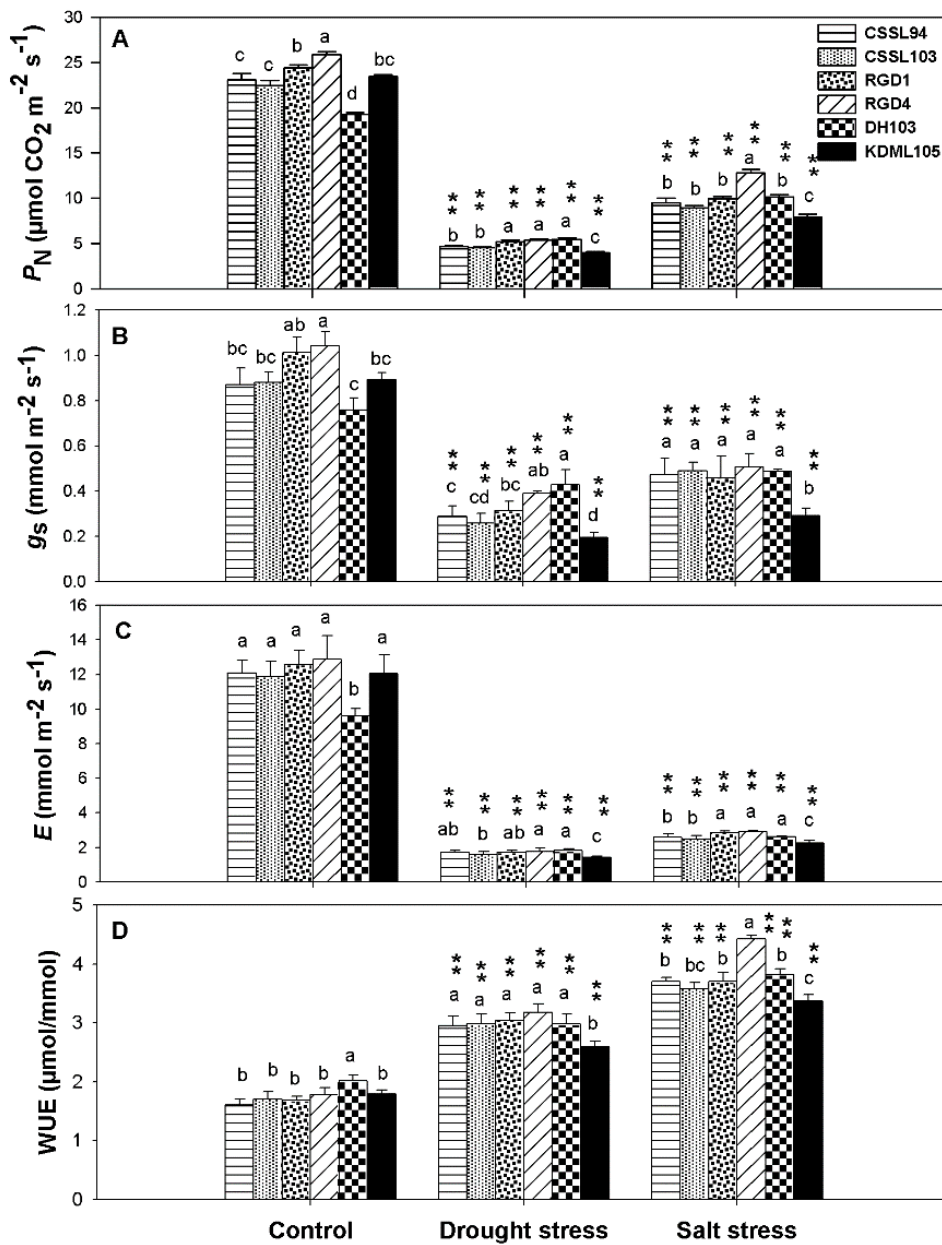 A
30
25
20
15
10
5
0
P_N (µmol CO₂ m⁻² s⁻¹)
c c b a d bc
** ** ** ** ** **
b b a a a c
** ** ** ** ** **
b b b a b c
CSSL94
CSSL103
RGD1
RGD4
DH103
KDML105
B
1.2
1.0
0.8
0.6
0.4
0.2
0.0
g_s (mmol m⁻² s⁻¹)
bc bc ab a c bc
** ** ** ** ** **
c cd bc ab a d
** ** ** ** ** **
a a a a a b
C
16
14
12
10
8
6
4
2
0
E (mmol m⁻² s⁻¹)
a a a a b a
** ** ** ** ** **
ab b ab a a c
** ** ** ** ** **
b b a a a c
D
5
4
3
2
1
0
WUE (µmol/mmol)
b b b b a b
** ** ** ** ** **
a a a a a b
** ** ** ** ** **
b bc b a b c
Control Drought stress Salt stress